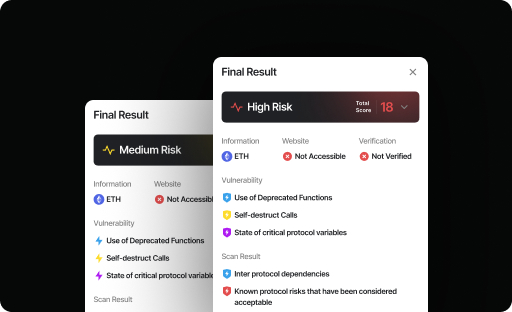 Final Result
Medium Risk
Information
Website
ETH
Not Accessibl
Vulnerability
Use of Deprecated Functions
Self-destruct Calls
State of critical protocol variable
Scan Result
Final Result
High Risk
Total
Score
18
Information
Website
Verification
ETH
Not Accessible
Not Verified
Vulnerability
Use of Deprecated Functions
Self-destruct Calls
State of critical protocol variables
Scan Result
Inter protocol dependencies
Known protocol risks that have been considered
acceptable